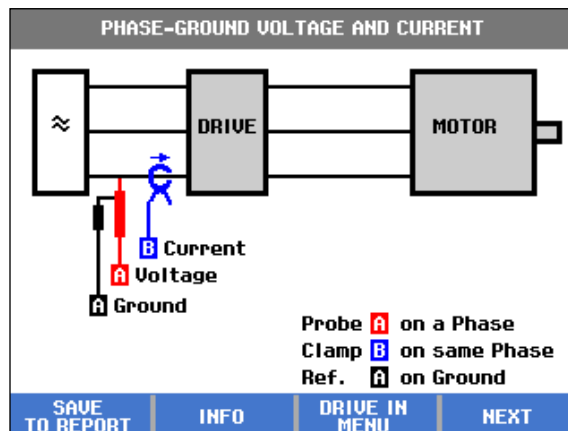 PHASE-GROUND VOLTAGE AND CURRENT
≈
DRIVE
MOTOR
B Current
A Voltage
A Ground
Probe A on a Phase
Clamp B on same Phase
Ref. A on Ground
SAVE
TO REPORT
INFO
DRIVE IN
MENU
NEXT